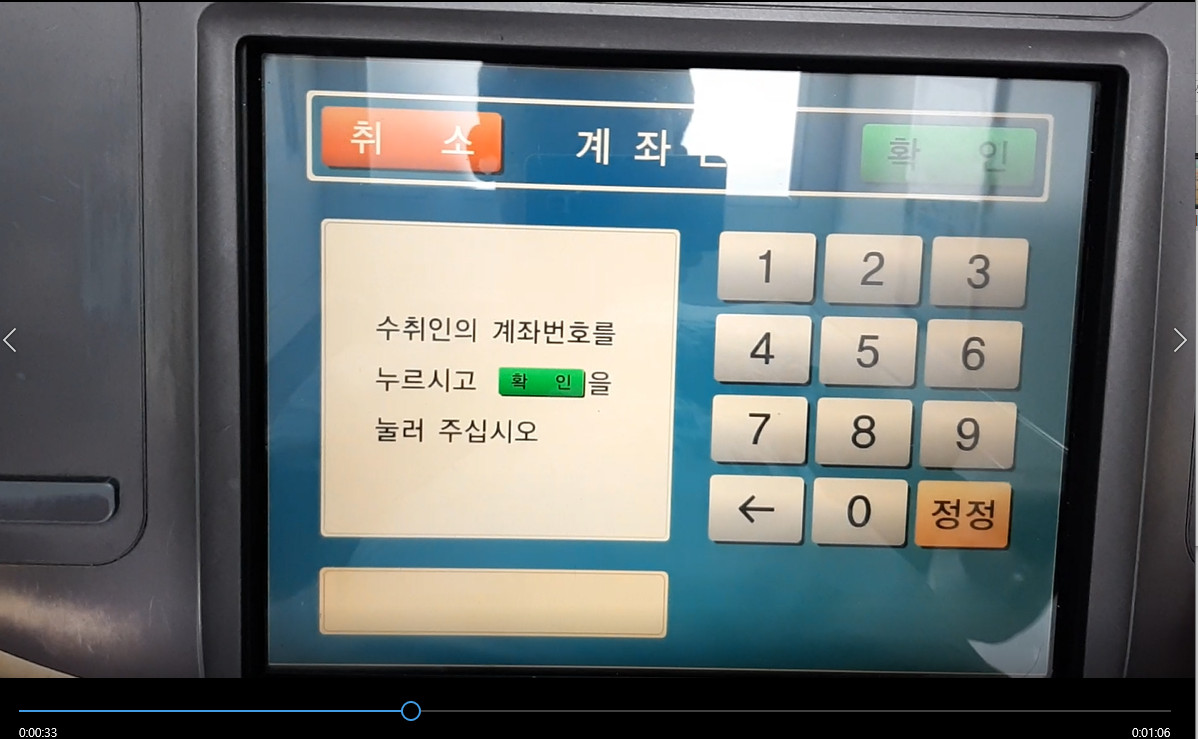 취 소
계 좌
확 인
수취인의 계좌번호를
누르시고 확 인 을
눌러 주십시오
1 2 3
4 5 6
7 8 9
← 0 정정
0:00:33
0:01:06